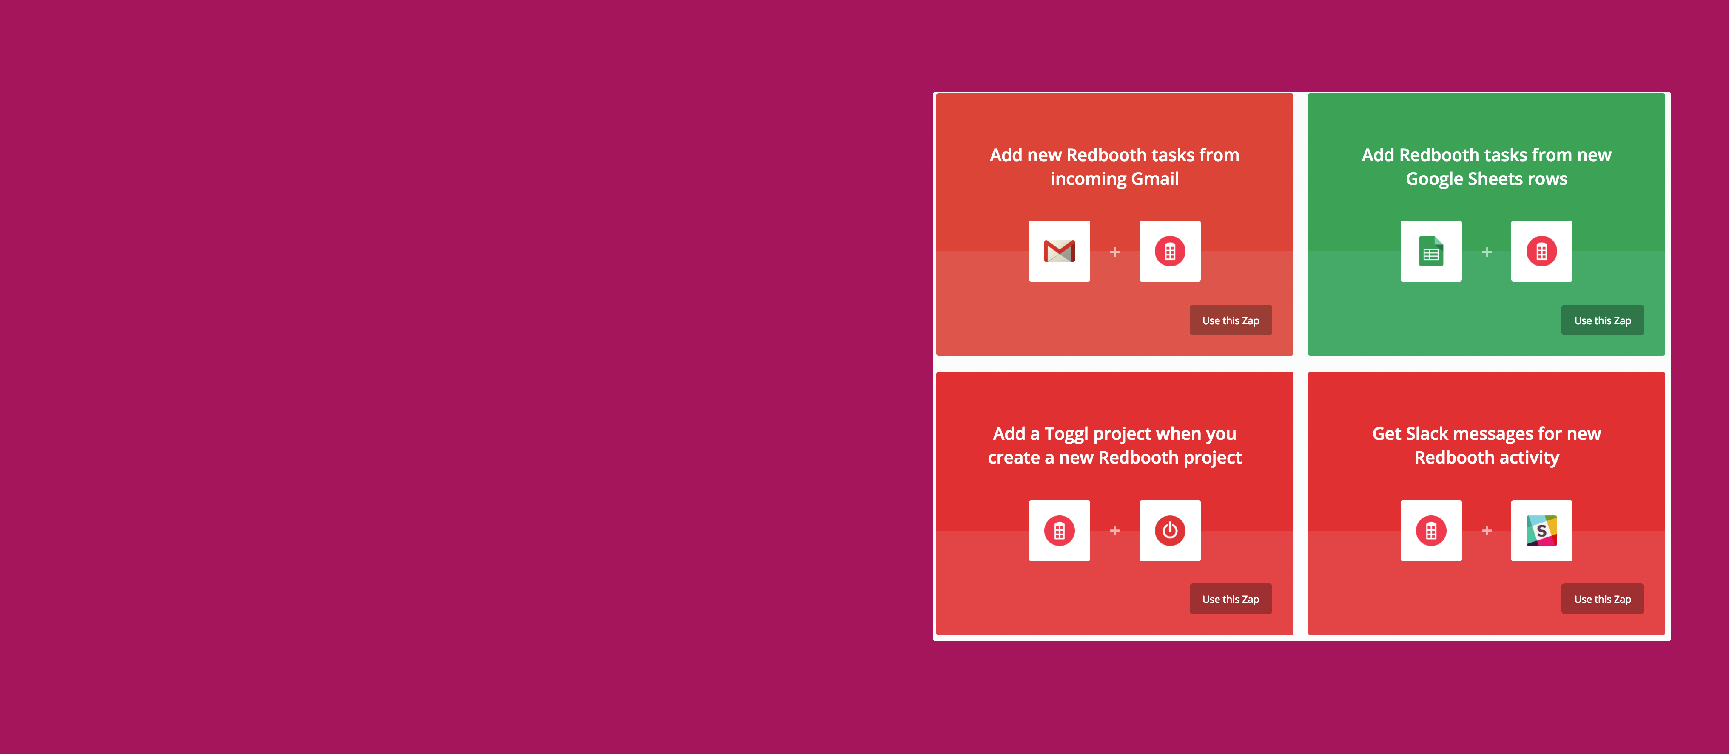 Add new Redbooth tasks from
incoming Gmail
+
Use this Zap
Add Redbooth tasks from new
Google Sheets rows
+
Use this Zap
Add a Toggl project when you
create a new Redbooth project
+
Use this Zap
Get Slack messages for new
Redbooth activity
+
S
Use this Zap